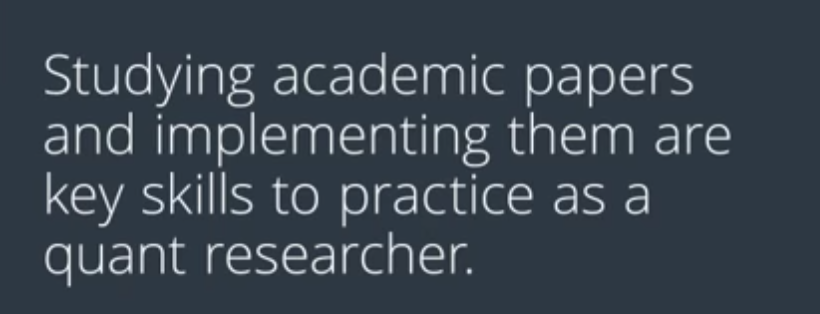 Studying academic papers
and implementing them are
key skills to practice as a
quant researcher.